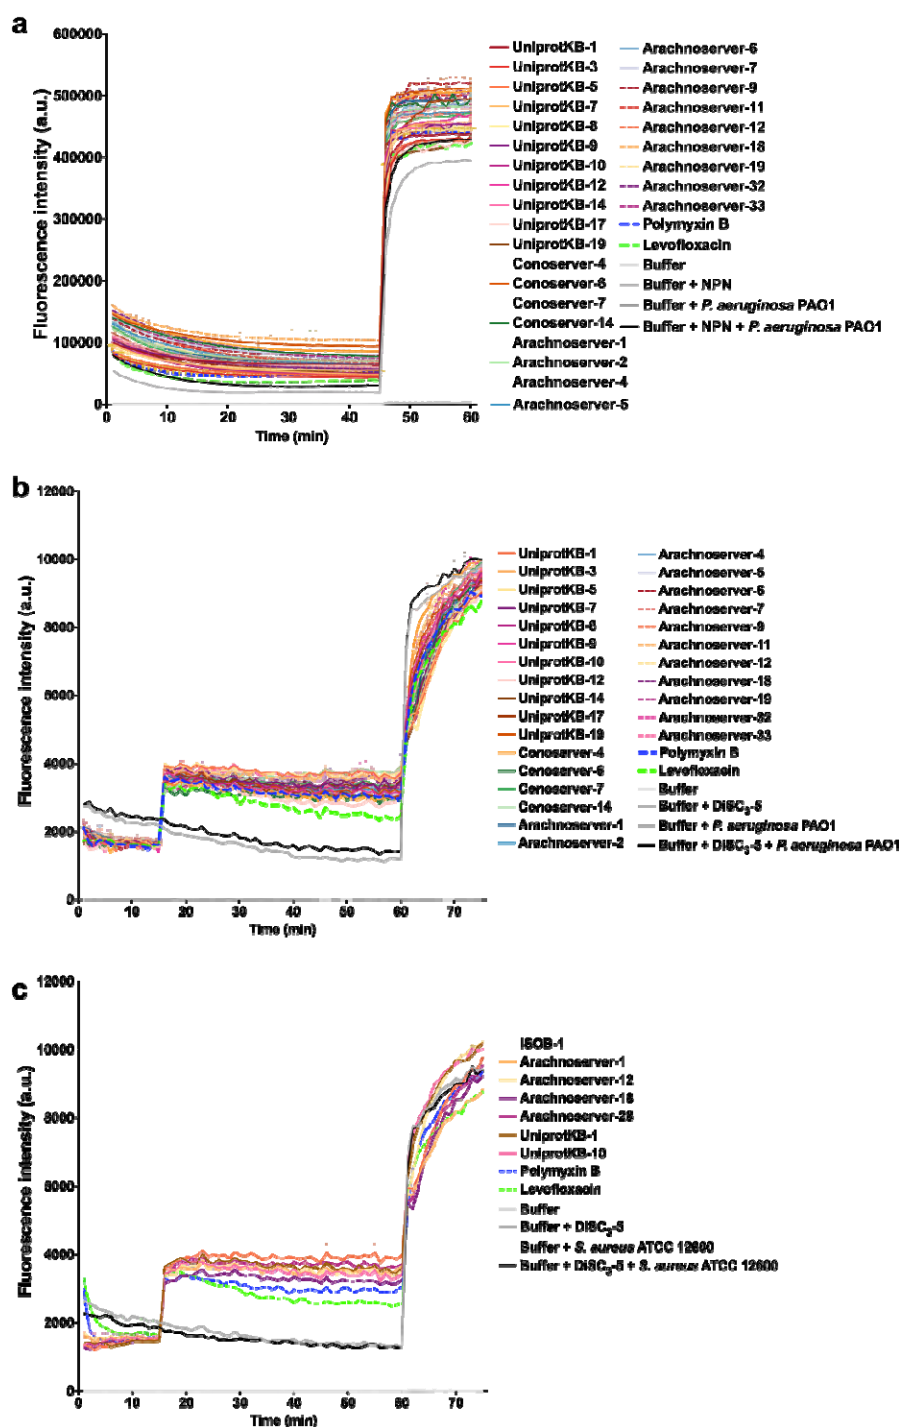 a
600000
500000
400000
300000
200000
100000
0
Fluorescence intensity (a.u.)
0 10 20 30 40 50 60
Time (min)
UniprotKB-1
UniprotKB-3
UniprotKB-5
UniprotKB-7
UniprotKB-8
UniprotKB-9
UniprotKB-10
UniprotKB-12
UniprotKB-14
UniprotKB-17
UniprotKB-19
Conoserver-4
Conoserver-6
Conoserver-7
Conoserver-14
Arachnoserver-1
Arachnoserver-2
Arachnoserver-4
Arachnoserver-5
Arachnoserver-6
Arachnoserver-7
Arachnoserver-9
Arachnoserver-11
Arachnoserver-12
Arachnoserver-18
Arachnoserver-19
Arachnoserver-32
Arachnoserver-33
Polymyxin B
Levofloxacin
Buffer
Buffer + NPN
Buffer + P. aeruginosa PAO1
Buffer + NPN + P. aeruginosa PAO1
b
12000
10000
8000
6000
4000
2000
0
Fluorescence intensity (a.u.)
0 10 20 30 40 50 60 70
Time (min)
UniprotKB-1
UniprotKB-3
UniprotKB-5
UniprotKB-7
UniprotKB-8
UniprotKB-9
UniprotKB-10
UniprotKB-12
UniprotKB-14
UniprotKB-17
UniprotKB-19
Conoserver-4
Conoserver-6
Conoserver-7
Conoserver-14
Arachnoserver-1
Arachnoserver-2
Arachnoserver-4
Arachnoserver-5
Arachnoserver-6
Arachnoserver-7
Arachnoserver-9
Arachnoserver-11
Arachnoserver-12
Arachnoserver-18
Arachnoserver-19
Arachnoserver-32
Arachnoserver-33
Polymyxin B
Levofloxacin
Buffer
Buffer + DiSC₃-5
Buffer + P. aeruginosa PAO1
Buffer + DiSC₃-5 + P. aeruginosa PAO1
c
12000
10000
8000
6000
4000
2000
0
Fluorescence intensity (a.u.)
0 10 20 30 40 50 60 70
Time (min)
ISOB-1
Arachnoserver-1
Arachnoserver-12
Arachnoserver-18
Arachnoserver-28
UniprotKB-1
UniprotKB-10
Polymyxin B
Levofloxacin
Buffer
Buffer + DiSC₃-5
Buffer + S. aureus ATCC 12600
Buffer + DiSC₃-5 + S. aureus ATCC 12600